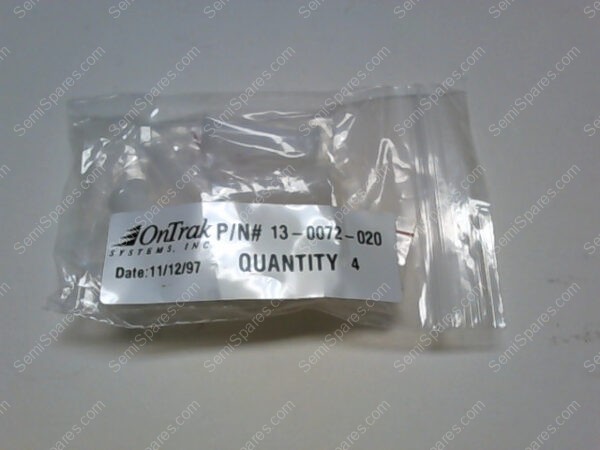 OnTrak P/N# 13-0072-020
SYSTEMS, INC.
Date:11/12/97 QUANTITY 4
SemiSpares.com